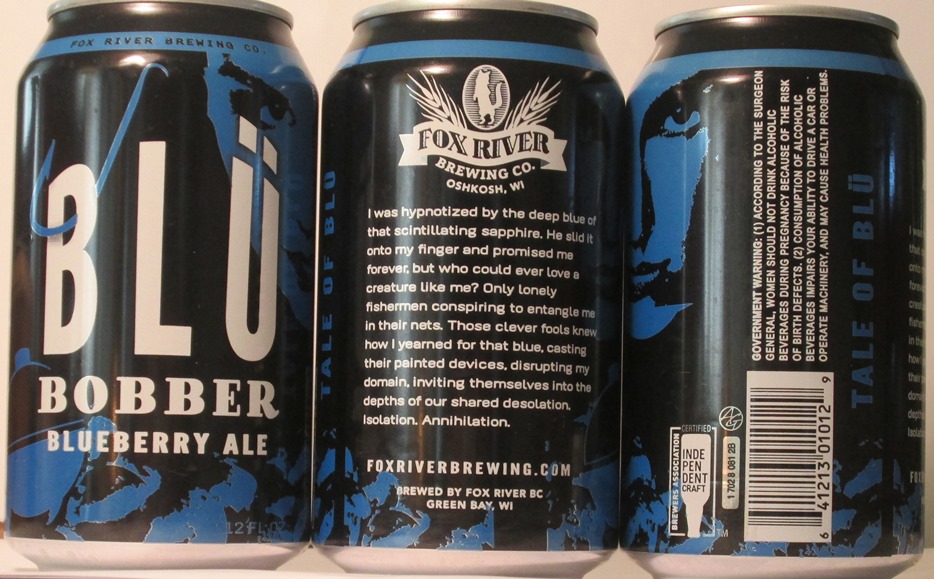 FOX RIVER BREWING CO.
BLÜ
BOBBER
BLUEBERRY ALE
12 FL OZ
TALE OF BLÜ
FOX RIVER
BREWING CO.
OSHKOSH, WI
I was hypnotized by the deep blue of
that scintillating sapphire. He slid it
onto my finger and promised me
forever, but who could ever love a
creature like me? Only lonely
fishermen conspiring to entangle me
in their nets. Those clever fools knew
how I yearned for that blue, casting
their painted devices, disrupting my
domain, inviting themselves into the
depths of our shared desolation.
Isolation. Annihilation.
FOXRIVERBREWING.COM
BREWED BY FOX RIVER BC
GREEN BAY, WI
GOVERNMENT WARNING: (1) ACCORDING TO THE SURGEON
GENERAL, WOMEN SHOULD NOT DRINK ALCOHOLIC
BEVERAGES DURING PREGNANCY BECAUSE OF THE RISK
OF BIRTH DEFECTS. (2) CONSUMPTION OF ALCOHOLIC
BEVERAGES IMPAIRS YOUR ABILITY TO DRIVE A CAR OR
OPERATE MACHINERY, AND MAY CAUSE HEALTH PROBLEMS.
BREWERS ASSOCIATION
CERTIFIED
INDE
PEN
DENT
CRAFT
TM
1 702 8 081 2B
6 41213 01012 9
TALE OF BLÜ